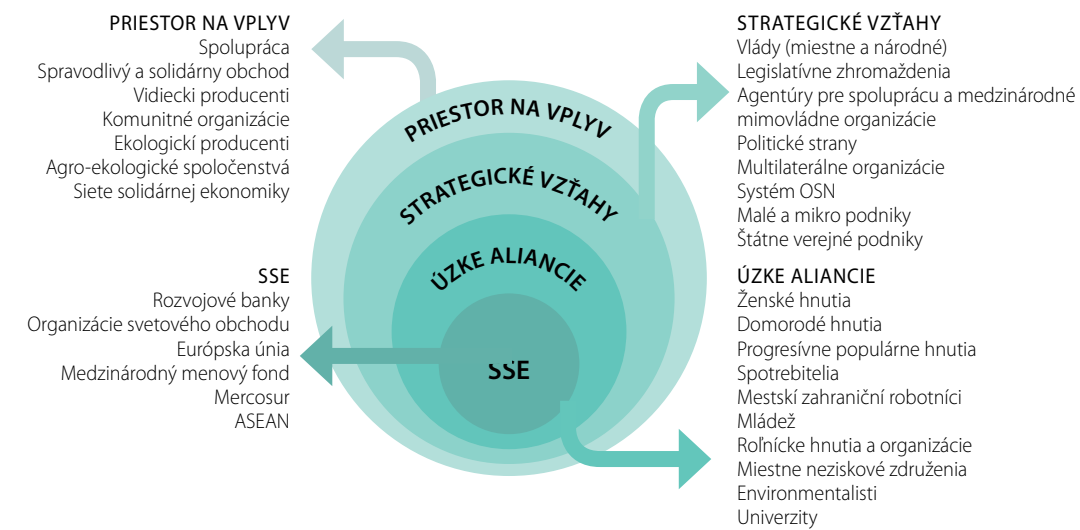 PRIESTOR NA VPLYV
Spolupráca
Spravodlivý a solidárny obchod
Vidiecki producenti
Komunitné organizácie
Ekologickí producenti
Agro-ekologické spoločenstvá
Siete solidárnej ekonomiky
SSE
Rozvojové banky
Organizácie svetového obchodu
Európska únia
Medzinárodný menový fond
Mercosur
ASEAN
PRIESTOR NA VPLYV
STRATEGICKÉ VZŤAHY
ÚZKE ALIANCIE
SSE
STRATEGICKÉ VZŤAHY
Vlády (miestne a národné)
Legislatívne zhromaždenia
Agentúry pre spoluprácu a medzinárodné
mimovládne organizácie
Politické strany
Multilaterálne organizácie
Systém OSN
Malé a mikro podniky
Štátne verejné podniky
ÚZKE ALIANCIE
Ženské hnutia
Domorodé hnutia
Progresívne populárne hnutia
Spotrebitelia
Mestskí zahraniční robotníci
Mládež
Roľnícke hnutia a organizácie
Miestne neziskové združenia
Environmentalisti
Univerzity